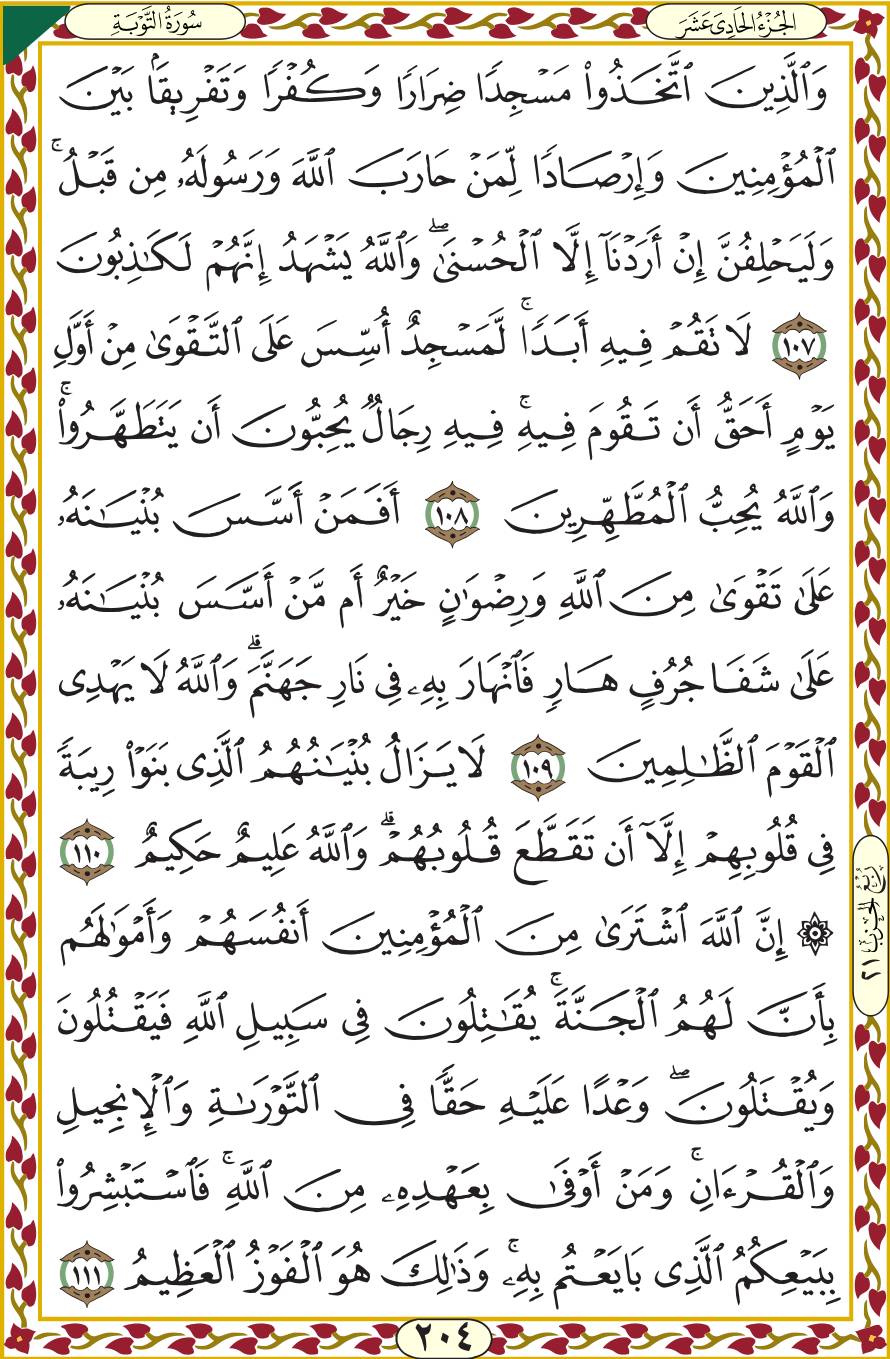 سُورَةُ التَّوْبَةِ
الجُزْءُ الحَادِىَ عَشَرَ
وَٱلَّذِينَ ٱتَّخَذُوا۟ مَسْجِدًا ضِرَارًا وَكُفْرًا وَتَفْرِيقًۢا بَيْنَ
ٱلْمُؤْمِنِينَ وَإِرْصَادًا لِّمَنْ حَارَبَ ٱللَّهَ وَرَسُولَهُۥ مِن قَبْلُ ۚ
وَلَيَحْلِفُنَّ إِنْ أَرَدْنَآ إِلَّا ٱلْحُسْنَىٰ ۖ وَٱللَّهُ يَشْهَدُ إِنَّهُمْ لَكَـٰذِبُونَ
١٠٧ لَا تَقُمْ فِيهِ أَبَدًا ۚ لَّمَسْجِدٌ أُسِّسَ عَلَى ٱلتَّقْوَىٰ مِنْ أَوَّلِ
يَوْمٍ أَحَقُّ أَن تَقُومَ فِيهِ ۚ فِيهِ رِجَالٌ يُحِبُّونَ أَن يَتَطَهَّرُوا۟ ۚ
وَٱللَّهُ يُحِبُّ ٱلْمُطَّهِّرِينَ ١٠٨ أَفَمَنْ أَسَّسَ بُنْيَـٰنَهُۥ
عَلَىٰ تَقْوَىٰ مِنَ ٱللَّهِ وَرِضْوَٰنٍ خَيْرٌ أَم مَّنْ أَسَّسَ بُنْيَـٰنَهُۥ
عَلَىٰ شَفَا جُرُفٍ هَارٍ فَٱنْهَارَ بِهِۦ فِى نَارِ جَهَنَّمَ ۗ وَٱللَّهُ لَا يَهْدِى
ٱلْقَوْمَ ٱلظَّـٰلِمِينَ ١٠٩ لَا يَزَالُ بُنْيَـٰنُهُمُ ٱلَّذِى بَنَوْا۟ رِيبَةً
فِى قُلُوبِهِمْ إِلَّآ أَن تَقَطَّعَ قُلُوبُهُمْ ۗ وَٱللَّهُ عَلِيمٌ حَكِيمٌ ١١٠
۞ إِنَّ ٱللَّهَ ٱشْتَرَىٰ مِنَ ٱلْمُؤْمِنِينَ أَنفُسَهُمْ وَأَمْوَٰلَهُم
بِأَنَّ لَهُمُ ٱلْجَنَّةَ ۚ يُقَـٰتِلُونَ فِى سَبِيلِ ٱللَّهِ فَيَقْتُلُونَ
وَيُقْتَلُونَ ۖ وَعْدًا عَلَيْهِ حَقًّا فِى ٱلتَّوْرَىٰةِ وَٱلْإِنجِيلِ
وَٱلْقُرْءَانِ ۚ وَمَنْ أَوْفَىٰ بِعَهْدِهِۦ مِنَ ٱللَّهِ ۚ فَٱسْتَبْشِرُوا۟
بِبَيْعِكُمُ ٱلَّذِى بَايَعْتُم بِهِۦ ۚ وَذَٰلِكَ هُوَ ٱلْفَوْزُ ٱلْعَظِيمُ ١١١
رُبْعُ الحِزْبِ ٢١
٢٠٤